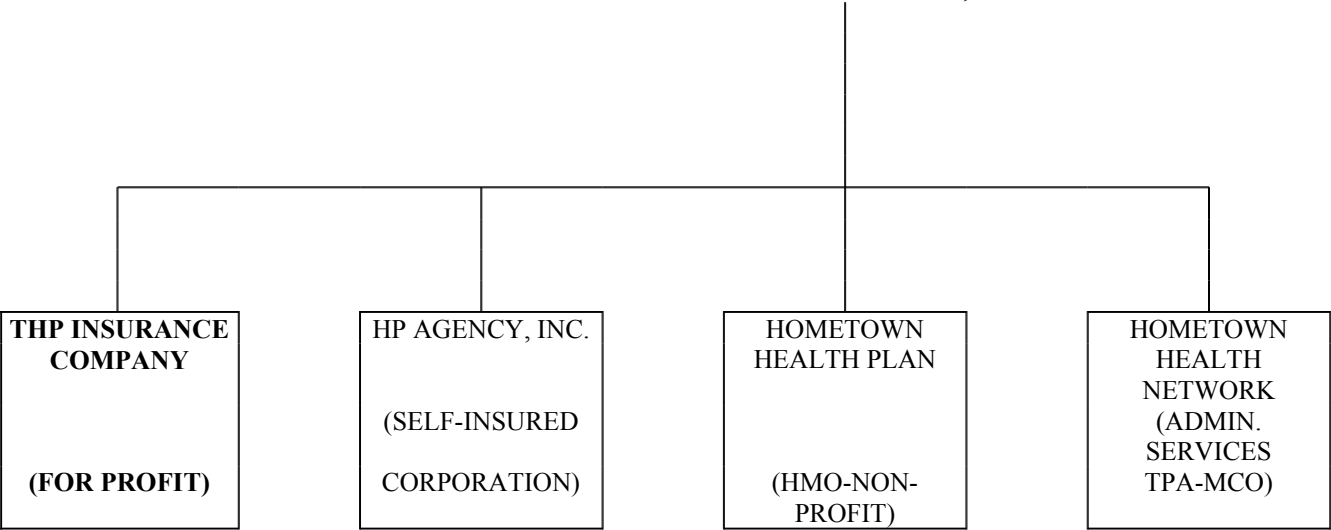 THP INSURANCE
COMPANY
(FOR PROFIT)
HP AGENCY, INC.
(SELF-INSURED
CORPORATION)
HOMETOWN
HEALTH PLAN
(HMO-NON-
PROFIT)
HOMETOWN
HEALTH
NETWORK
(ADMIN.
SERVICES
TPA-MCO)